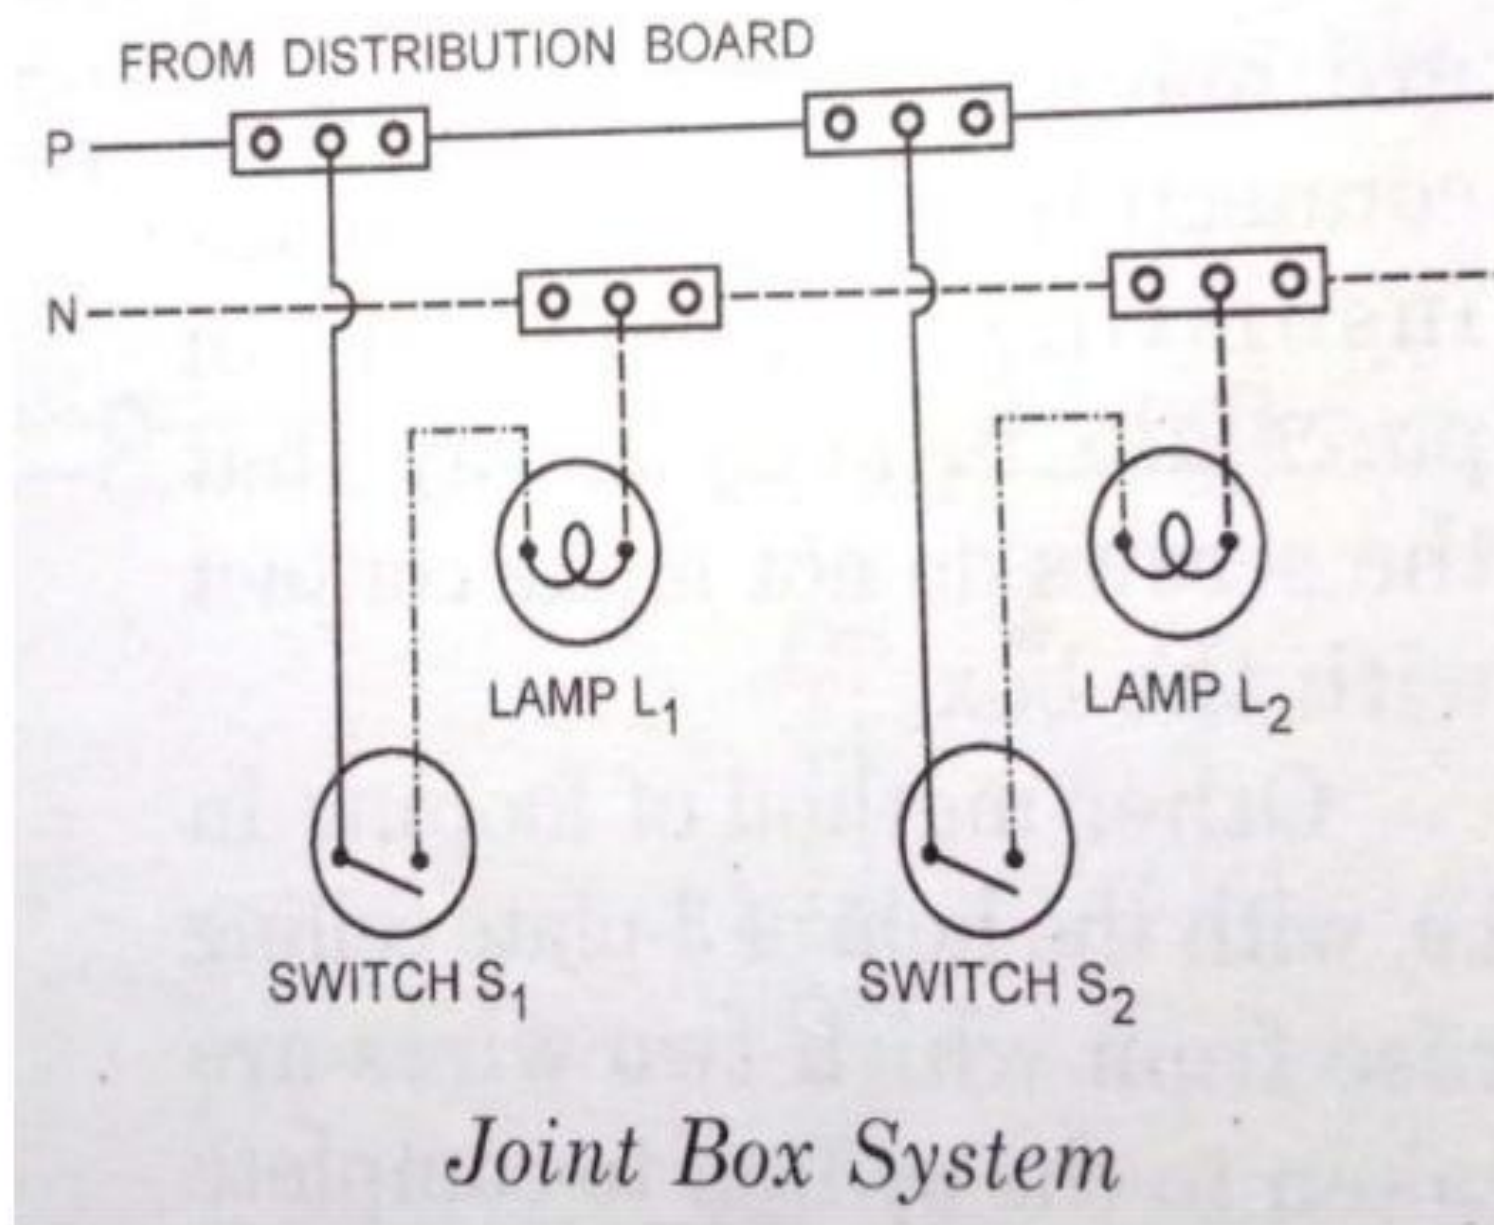 FROM DISTRIBUTION BOARD
P
N
LAMP L1
LAMP L2
SWITCH S1
SWITCH S2
Joint Box System